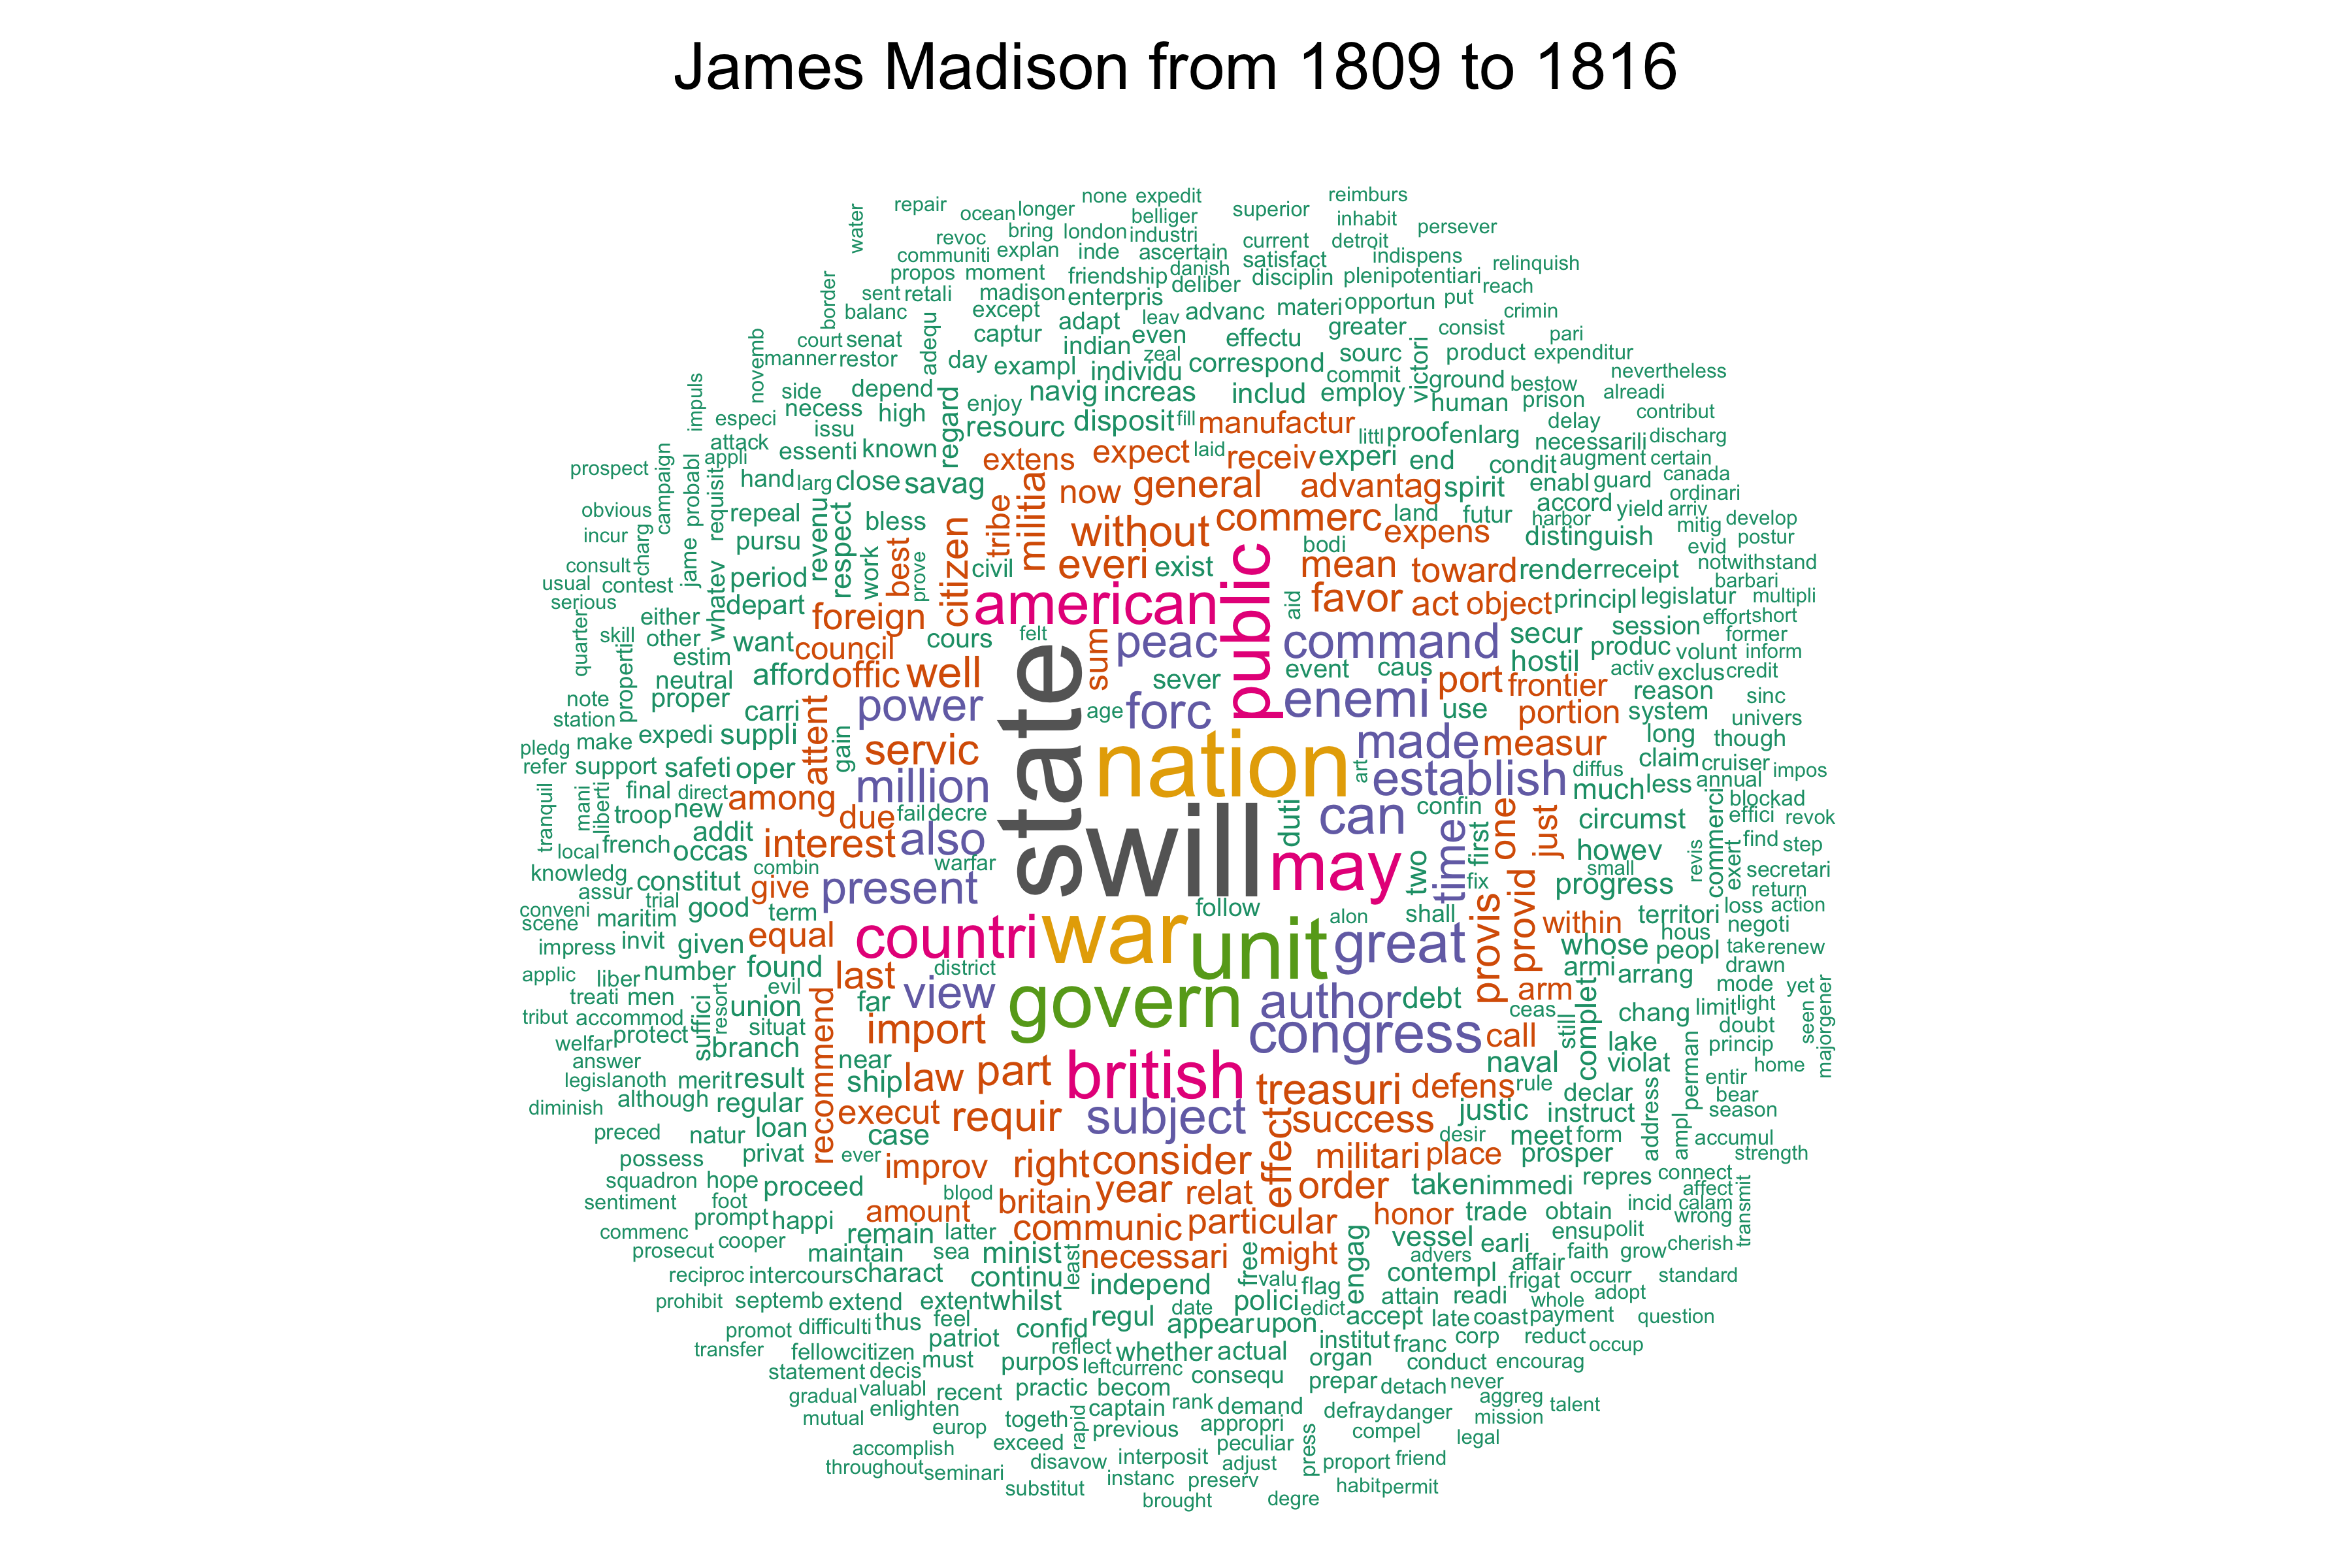 James Madison from 1809 to 1816
none expedit reimburs
repair ocean longer belliger superior inhabit
water revoc bring london industri current detroit persever
communiti explan inde ascertain satisfact indispens
propos moment friendship danish deliber disciplin plenipotentiari relinquish
border sent retali madison enterpris advanc materi opportun put reach
balanc except adapt leav even effectu greater consist crimin
court senat adequ captur indian zeal correspond sourc victori product pari
novemb manner restor day exampl individu commit ground expenditur nevertheless
impuls side depend regard enjoy navig increas includ employ human bestow prison alreadi
especi necess high resourc disposit fill manufactur littl proof enlarg delay contribut
attack issu known extens expect laid receiv experi end condit necessarili discharg
prospect campaign probabl appli essenti savag militia now general advantag spirit enabl augment certain
requisit hand larg close guard canada
obvious repeal revenu respect bless citizen tribe without commerc land futur accord yield arriv ordinari
incur charg jame pursu work best everi bodi expens harbor distinguish mitig develop postur
consult whatev period prove civil exist mean toward render receipt evid notwithstand
usual contest depart foreign american public aid favor act object principl legislatur barbari multipli
serious either want council cours felt peac command secur session effort short
quarter skill other estim afford offic well sum sever event caus hostil produc volunt former inform
propertii neutral proper power state age forc enemi port frontier activ exclus credit
note carri attent use portion reason sinc
station make expedi suppli gain servic nation art made measur system univers
pledg support safeti oper million establish diffus long though
refer final direct among claim cruiser
tranquil mani liberti troop new due fail decre will duti can confin much less annual impos
local french addit interest also time first one just circumst commerci blockad
knowledg occas warfar may two howev effici revok
assur constitut combin present fix small revis exert find step
conveni trial give provid progress secretari
scene maritim good term follow alon shall return
impress invit given equal countri war unit great provis within territori loss action
applic liber number found last district whose hous negoti
treati men suffici resort evil far view govern author debt arm armi peopl take renew
tribut accommod union ceas arrang drawn
welfar protect situat recommend import congress call still complet chang mode yet
answer branch near limit light seen majorgener
legisl anoth merit result ship law part british treasuri defens rule naval lake doubt
diminish although regular execut requir subject success justic violat princip
preced natur loan case effect desir declar perman entir home
possess privat ever improv right consider militari place instruct address ampl bear season
squadron hope proceed blood britain year relat order meet form accumul
sentiment foot amount communic particular honor prosper repres strength
commenc prompt happi remain latter necessari might taken immedi connect
prosecut cooper maintain sea minist least free trade obtain incid affect calam
reciproc intercours charact continu independ valu flag engag vessel earli ensu polit wrong transmit
prohibit septemb extend extent whilst date polici edict advers affair faith grow cherish
promot difficulti thus feel regul contempl frigat occurr standard
transfer fellowcitizen patriot confid appear upon attain readi whole adopt
statement decis must reflect whether actual accept late coast payment question
gradual valuabl recent purpos left currenc institut franc corp reduct occup
mutual enlighten practic becom consequ organ conduct encourag
europ togeth rapid captain rank demand prepar detach never aggreg talent
accomplish exceed previous appropri defray danger mission
throughout seminari disavow interposit peculiar press compel legal
substitut instanc adjust proport friend
brought preserv degre habit permit